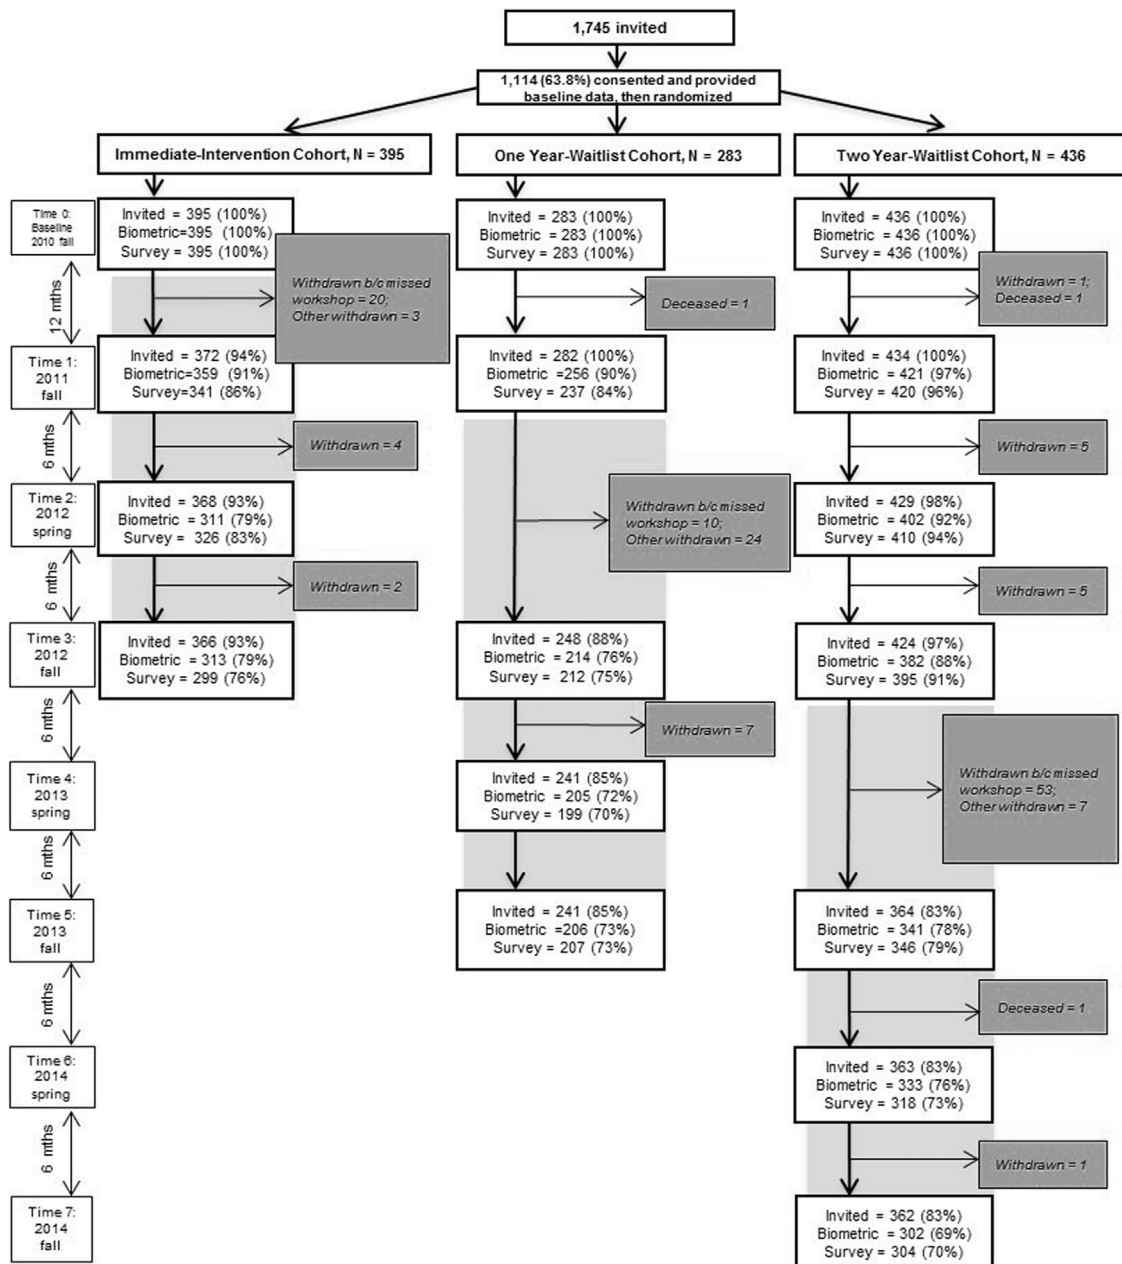 1,745 invited
1,114 (63.8%) consented and provided
baseline data, then randomized
Immediate-Intervention Cohort, N = 395
One Year-Waitlist Cohort, N = 283
Two Year-Waitlist Cohort, N = 436
Time 0:
Baseline
2010 fall
Invited = 395 (100%)
Biometric=395 (100%)
Survey = 395 (100%)
Invited = 283 (100%)
Biometric = 283 (100%)
Survey = 283 (100%)
Invited = 436 (100%)
Biometric = 436 (100%)
Survey = 436 (100%)
12 mths
Withdrawn b/c missed
workshop = 20;
Other withdrawn = 3
Deceased = 1
Withdrawn = 1;
Deceased = 1
Time 1:
2011
fall
Invited = 372 (94%)
Biometric=359 (91%)
Survey=341 (86%)
Invited = 282 (100%)
Biometric =256 (90%)
Survey = 237 (84%)
Invited = 434 (100%)
Biometric = 421 (97%)
Survey = 420 (96%)
6 mths
Withdrawn = 4
Withdrawn = 5
Time 2:
2012
spring
Invited = 368 (93%)
Biometric = 311 (79%)
Survey = 326 (83%)
Withdrawn b/c missed
workshop = 10;
Other withdrawn = 24
Invited = 429 (98%)
Biometric = 402 (92%)
Survey = 410 (94%)
6 mths
Withdrawn = 2
Withdrawn = 5
Time 3:
2012
fall
Invited = 366 (93%)
Biometric = 313 (79%)
Survey = 299 (76%)
Invited = 248 (88%)
Biometric = 214 (76%)
Survey = 212 (75%)
Invited = 424 (97%)
Biometric = 382 (88%)
Survey = 395 (91%)
6 mths
Withdrawn = 7
Withdrawn b/c missed
workshop = 53;
Other withdrawn = 7
Time 4:
2013
spring
Invited = 241 (85%)
Biometric = 205 (72%)
Survey = 199 (70%)
6 mths
Time 5:
2013
fall
Invited = 241 (85%)
Biometric =206 (73%)
Survey = 207 (73%)
Invited = 364 (83%)
Biometric = 341 (78%)
Survey = 346 (79%)
6 mths
Deceased = 1
Time 6:
2014
spring
Invited = 363 (83%)
Biometric = 333 (76%)
Survey = 318 (73%)
6 mths
Withdrawn = 1
Time 7:
2014
fall
Invited = 362 (83%)
Biometric = 302 (69%)
Survey = 304 (70%)